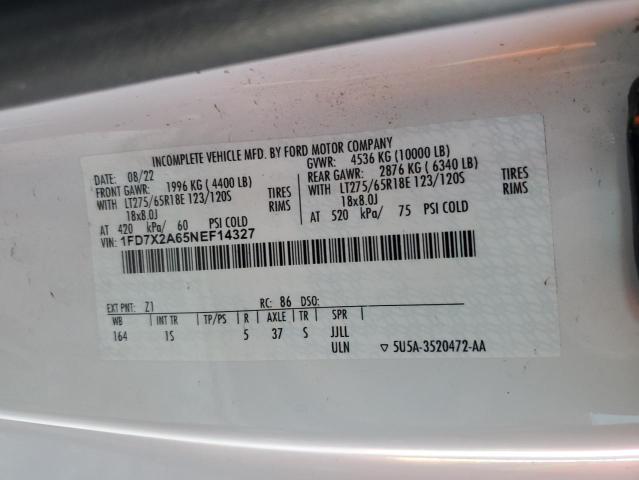 INCOMPLETE VEHICLE MFD. BY FORD MOTOR COMPANY
DATE: 08/22 GVWR: 4536 KG (10000 LB)
FRONT GAWR: 1996 KG ( 4400 LB) REAR GAWR: 2876 KG ( 6340 LB)
WITH LT275/65R18E 123/120S TIRES WITH LT275/65R18E 123/120S TIRES
18x8.0J RIMS 18x8.0J RIMS
AT 420 kPa/ 60 PSI COLD AT 520 kPa/ 75 PSI COLD
VIN: 1FD7X2A65NEF14327
EXT PNT: Z1 RC: 86 DSO:
WB INT TR TP/PS R AXLE TR SPR
164 1S 5 37 S JJLL
ULN ▽ 5U5A-3520472-AA